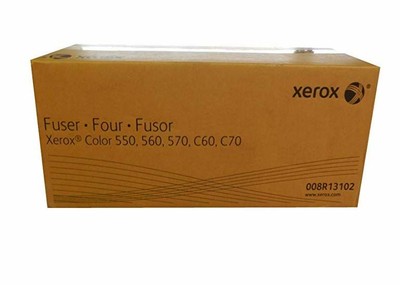 xerox
Fuser • Four • Fusor
Xerox® Color 550, 560, 570, C60, C70
008R13102
www.xerox.com